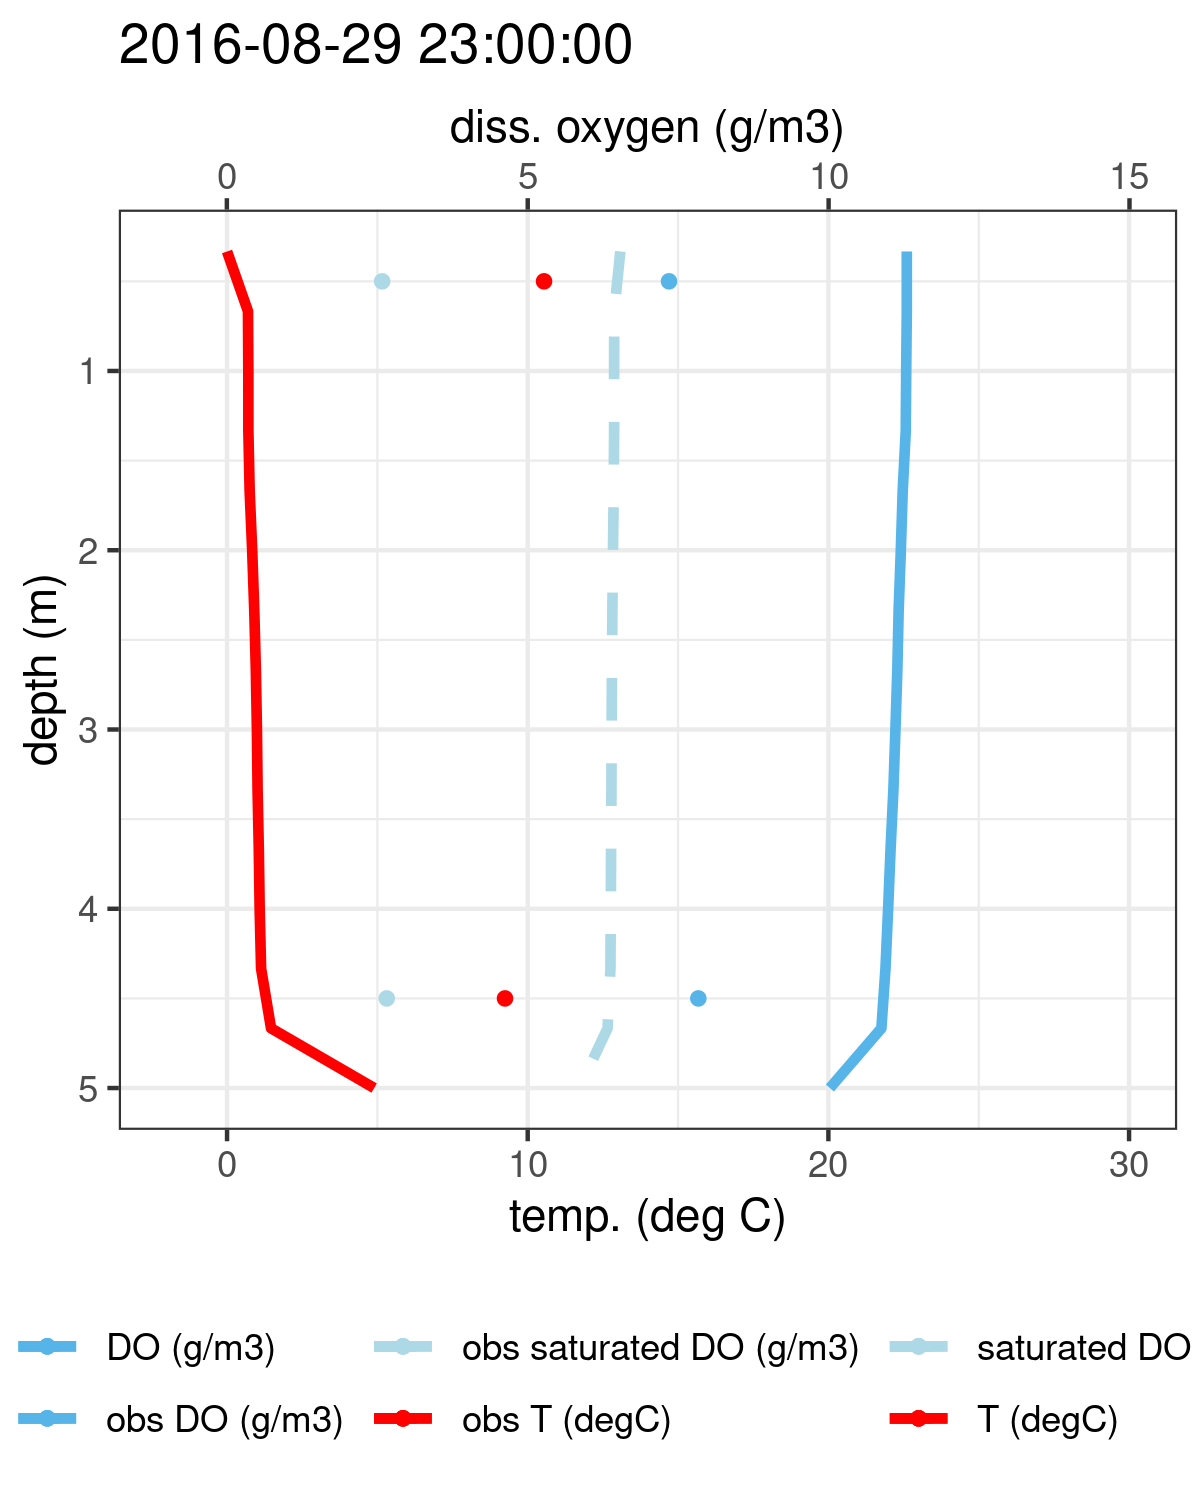 2016-08-29 23:00:00
diss. oxygen (g/m3)
0 5 10 15
1
2
3
4
5
depth (m)
0 10 20 30
temp. (deg C)
DO (g/m3) obs saturated DO (g/m3) saturated DO
obs DO (g/m3) obs T (degC) T (degC)